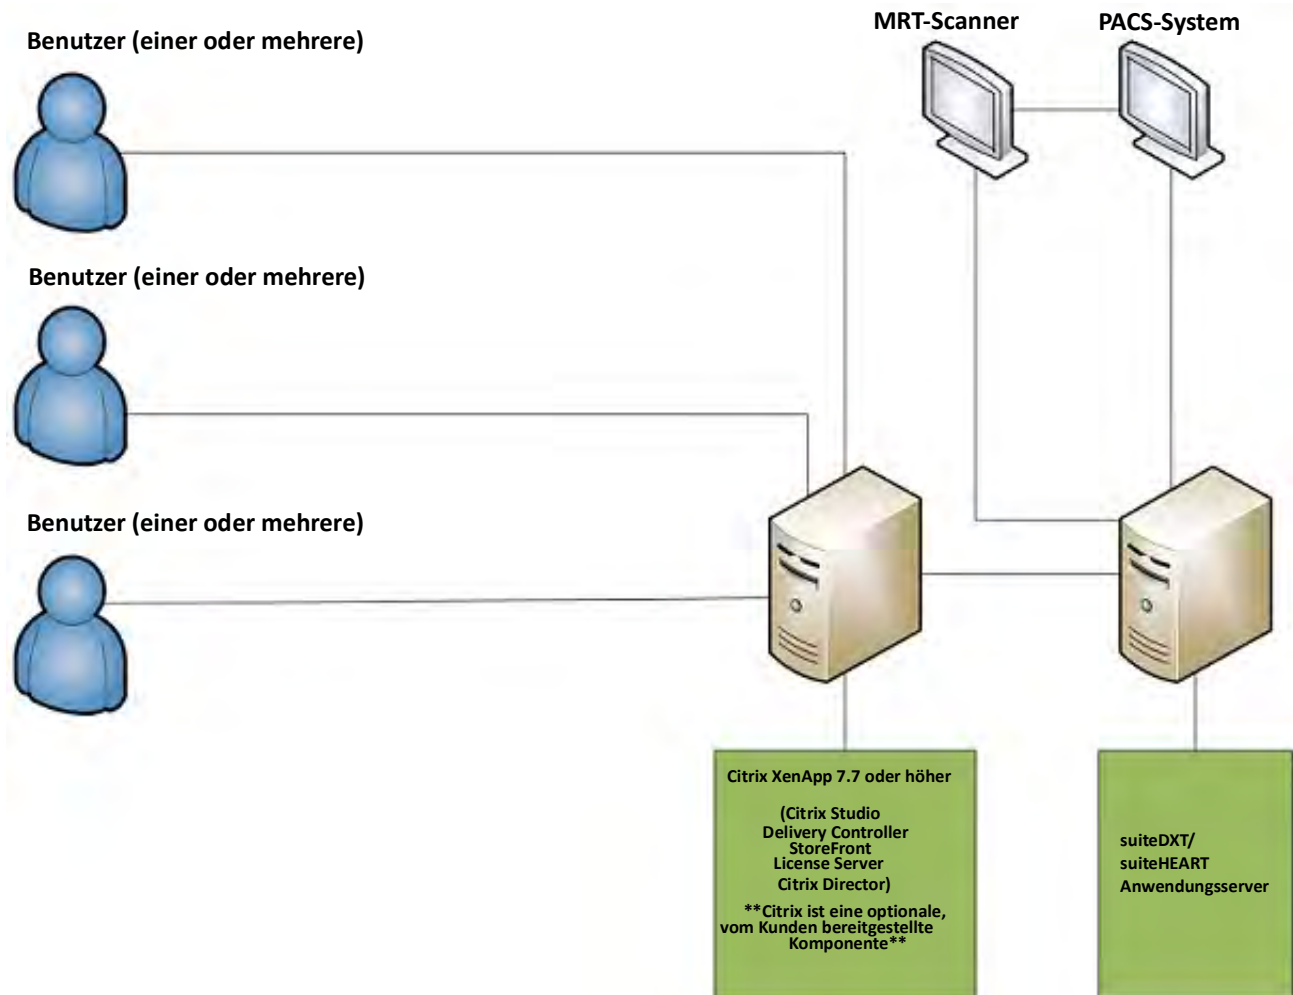 MRT-Scanner
PACS-System
Benutzer (einer oder mehrere)
Benutzer (einer oder mehrere)
Benutzer (einer oder mehrere)
Citrix XenApp 7.7 oder höher
(Citrix Studio
Delivery Controller
StoreFront
License Server
Citrix Director)
**Citrix ist eine optionale,
vom Kunden bereitgestellte
Komponente**
suiteDXT/
suiteHEART
Anwendungsserver